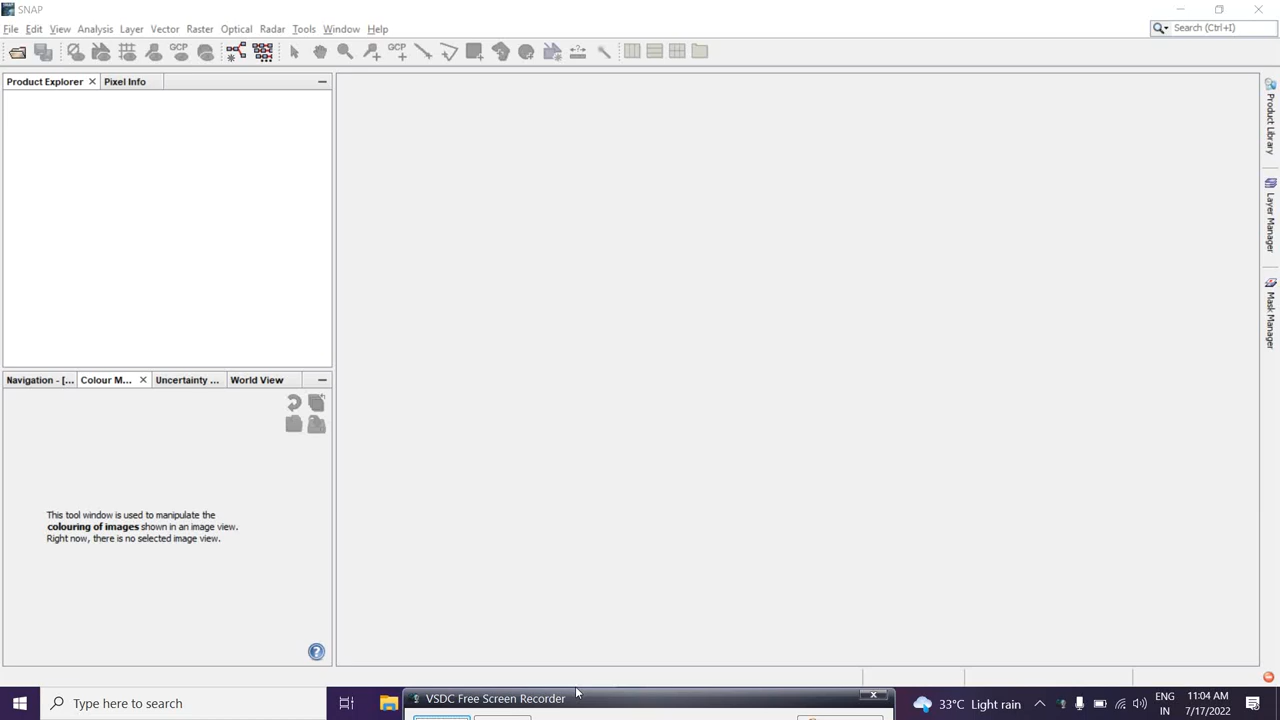 SNAP
File Edit View Analysis Layer Vector Raster Optical Radar Tools Window Help
Search (Ctrl+I)
GCP GCP
Product Explorer Pixel Info
Product Library
Layer Manager
Mask Manager
Navigation - [... Colour M... Uncertainty ... World View
This tool window is used to manipulate the
colouring of images shown in an image view.
Right now, there is no selected image view.
Type here to search
VSDC Free Screen Recorder
33°C Light rain
ENG
IN
11:04 AM
7/17/2022